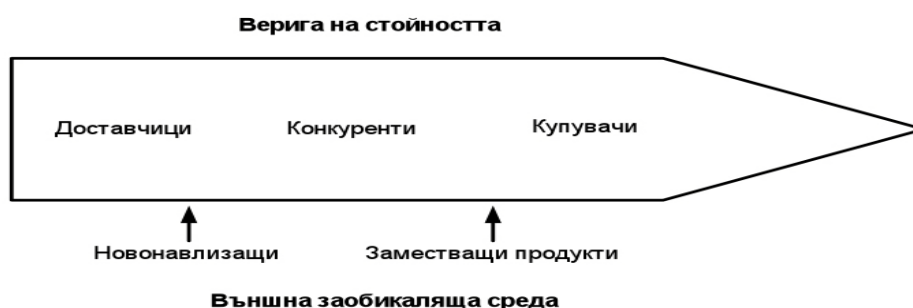 Верига на стойността
Доставчици Конкуренти Купувачи
Новонавлизащи Заместващи продукти
Външна заобикаляща среда